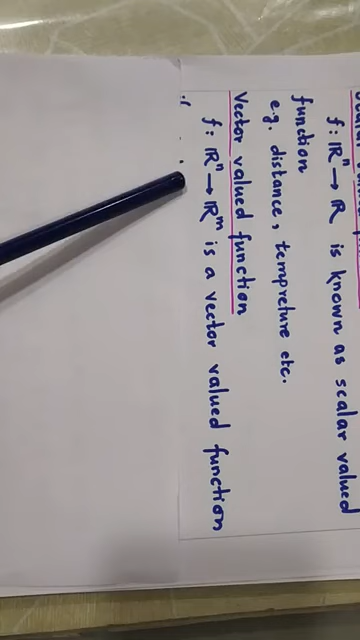 f: ℝⁿ → ℝ is known as scalar valued
function
e.g. distance, tempreture etc.
Vector valued function
f: ℝⁿ → ℝᵐ is a vector valued function